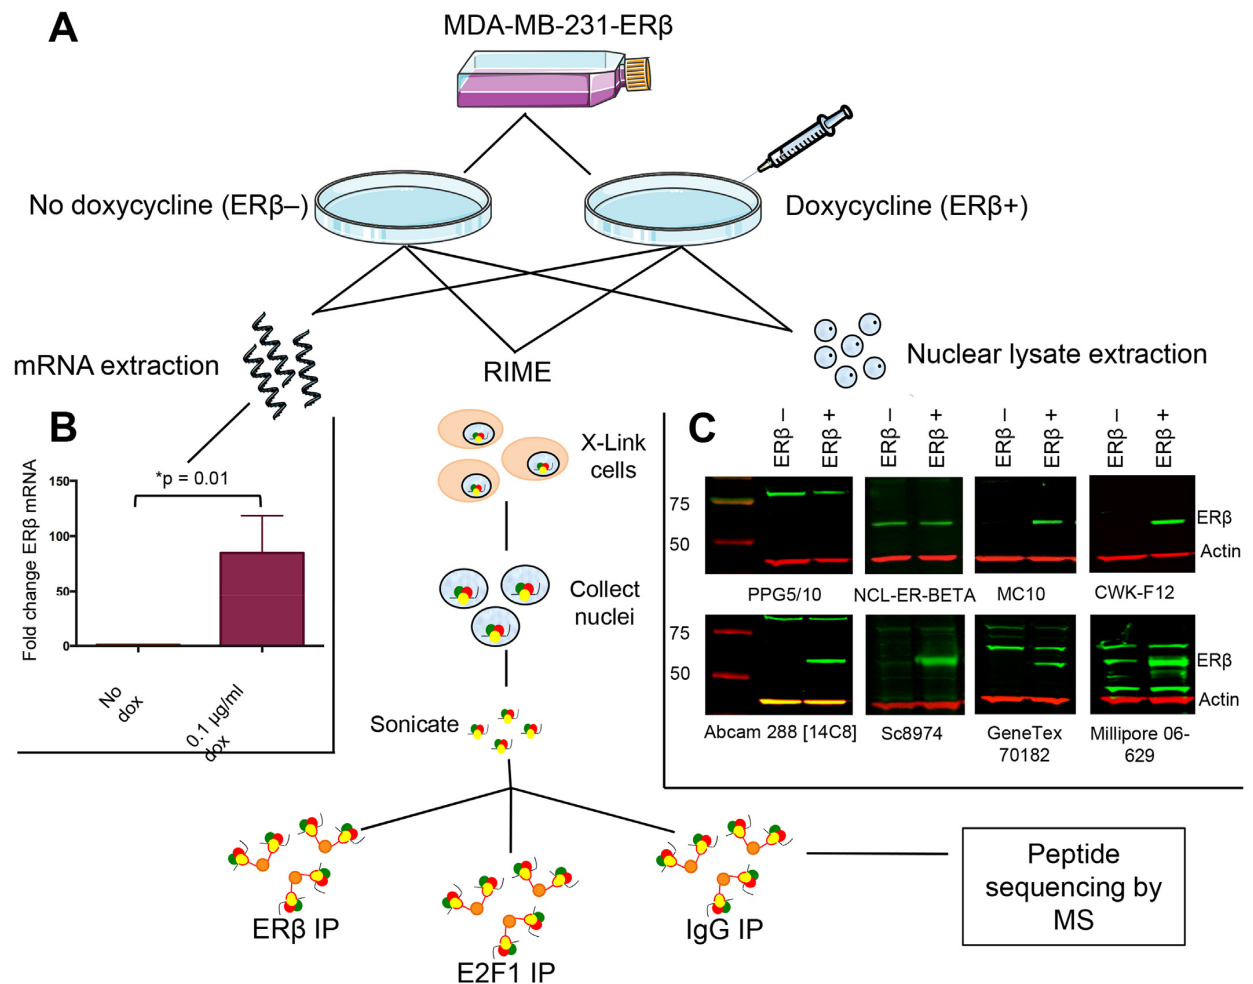 A
MDA-MB-231-ERβ
No doxycycline (ERβ–)
Doxycycline (ERβ+)
mRNA extraction
RIME
Nuclear lysate extraction
B
*p = 0.01
Fold change ERβ mRNA
150
100
50
0
No dox
0.1 µg/ml dox
X-Link
cells
Collect
nuclei
Sonicate
C
ERβ –
ERβ +
ERβ –
ERβ +
ERβ –
ERβ +
ERβ –
ERβ +
75
50
ERβ
Actin
PPG5/10
NCL-ER-BETA
MC10
CWK-F12
75
50
ERβ
Actin
Abcam 288 [14C8]
Sc8974
GeneTex
70182
Millipore 06-
629
ERβ IP
E2F1 IP
IgG IP
Peptide
sequencing by
MS